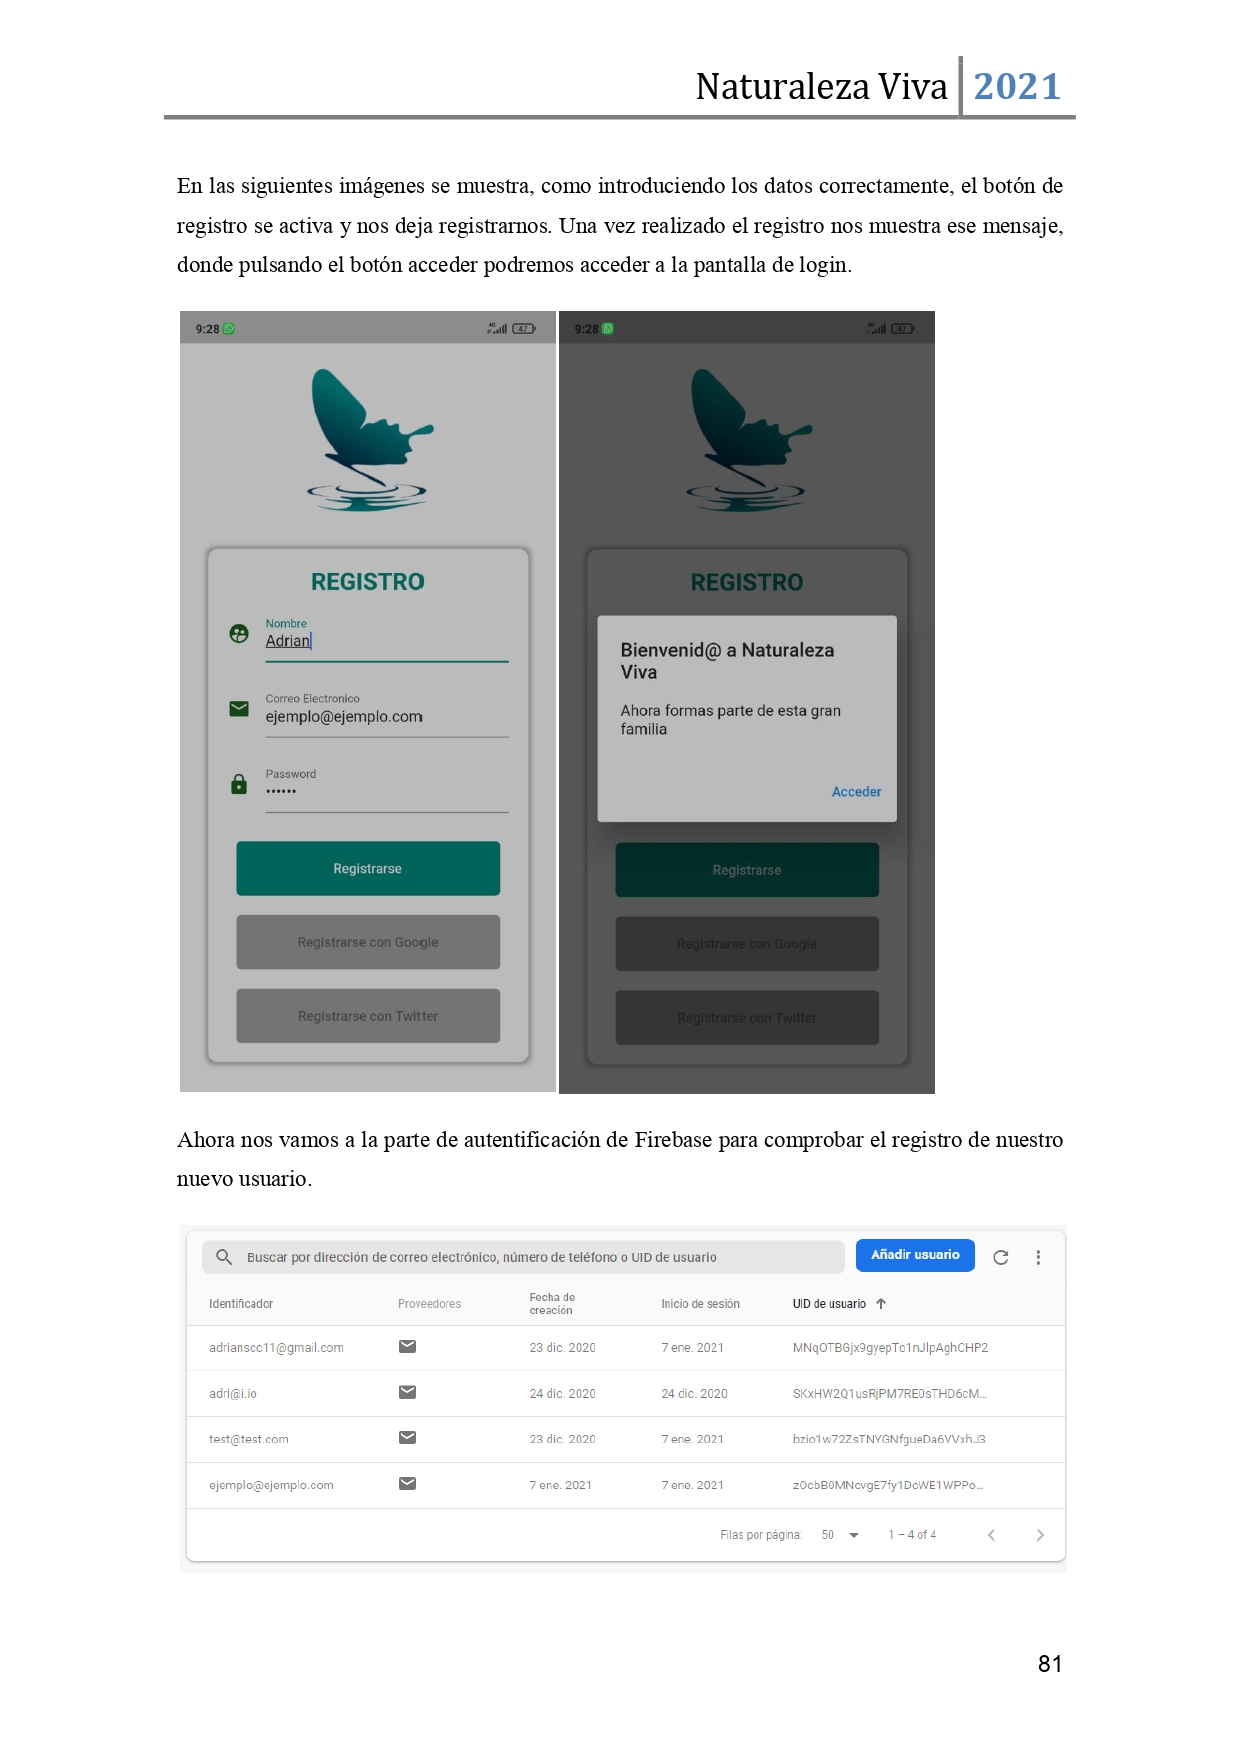 Naturaleza Viva 2021
En las siguientes imágenes se muestra, como introduciendo los datos correctamente, el botón de
registro se activa y nos deja registrarnos. Una vez realizado el registro nos muestra ese mensaje,
donde pulsando el botón acceder podremos acceder a la pantalla de login.
9:28
4G
47
REGISTRO
Nombre
Adrian
Correo Electronico
ejemplo@ejemplo.com
Password
••••••
Registrarse
Registrarse con Google
Registrarse con Twitter
9:28
4G
47
REGISTRO
Bienvenid@ a Naturaleza
Viva
Ahora formas parte de esta gran
familia
Acceder
Registrarse
Registrarse con Google
Registrarse con Twitter
Ahora nos vamos a la parte de autentificación de Firebase para comprobar el registro de nuestro
nuevo usuario.
Buscar por dirección de correo electrónico, número de teléfono o UID de usuario
Añadir usuario
Identificador Proveedores Fecha de creación Inicio de sesión UID de usuario
adrianscc11@gmail.com 23 dic. 2020 7 ene. 2021 MNqOTBGjx9gyepTo1nJlpAghCHP2
adri@i.io 24 dic. 2020 24 dic. 2020 SKxHW2Q1usRjPM7RE0sTHD6cM...
test@test.com 23 dic. 2020 7 ene. 2021 bzio1w72ZsTNYGNfgueDa6VVxhJ3
ejemplo@ejemplo.com 7 ene. 2021 7 ene. 2021 zOcbB0MNcvgE7fy1DcWE1WPPo...
Filas por página: 50 1 – 4 of 4
81